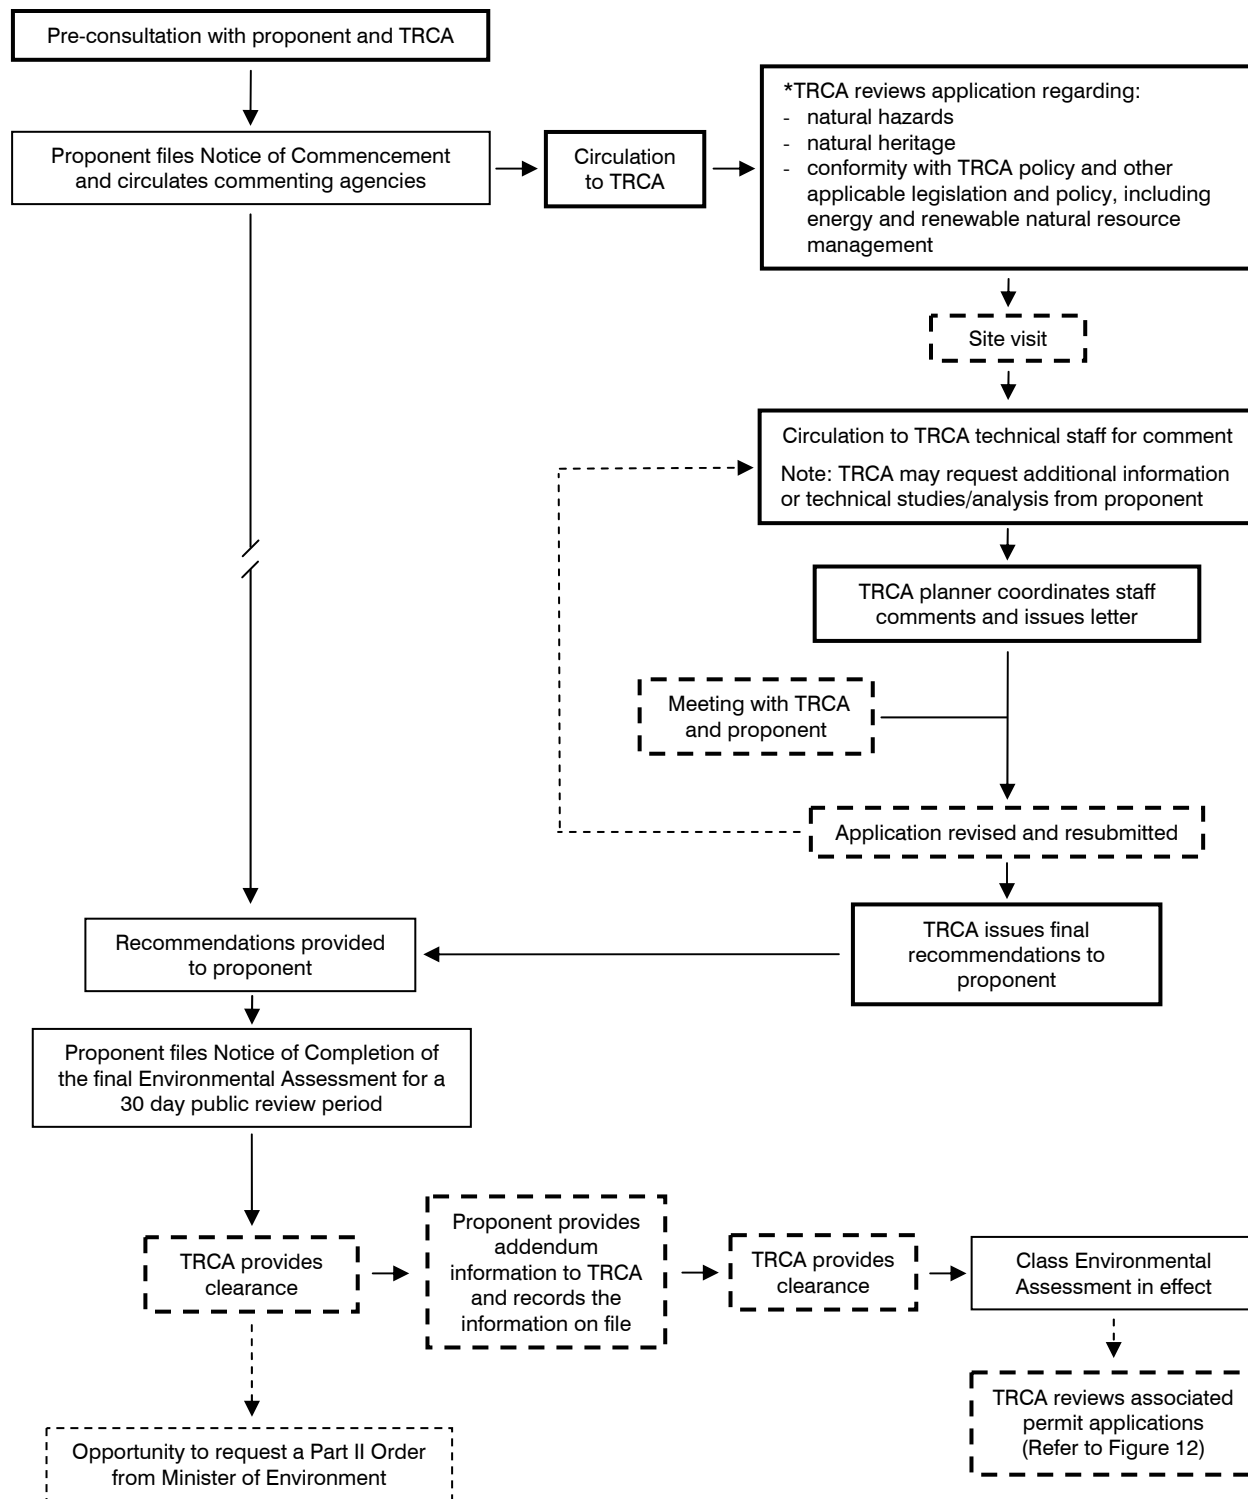 Pre-consultation with proponent and TRCA
Proponent files Notice of Commencement
and circulates commenting agencies
Circulation
to TRCA
*TRCA reviews application regarding:
- natural hazards
- natural heritage
- conformity with TRCA policy and other
applicable legislation and policy, including
energy and renewable natural resource
management
Site visit
Circulation to TRCA technical staff for comment
Note: TRCA may request additional information
or technical studies/analysis from proponent
TRCA planner coordinates staff
comments and issues letter
Meeting with TRCA
and proponent
Application revised and resubmitted
TRCA issues final
recommendations to
proponent
Recommendations provided
to proponent
Proponent files Notice of Completion of
the final Environmental Assessment for a
30 day public review period
TRCA provides
clearance
Proponent provides
addendum
information to TRCA
and records the
information on file
TRCA provides
clearance
Class Environmental
Assessment in effect
TRCA reviews associated
permit applications
(Refer to Figure 12)
Opportunity to request a Part II Order
from Minister of Environment